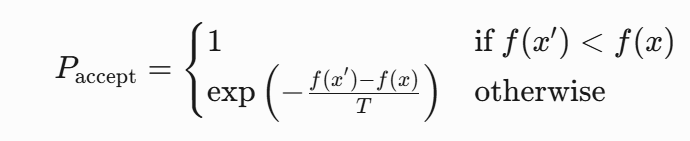 P_accept = { 1 if f(x′) < f(x)
exp(−(f(x′)−f(x))/T) otherwise